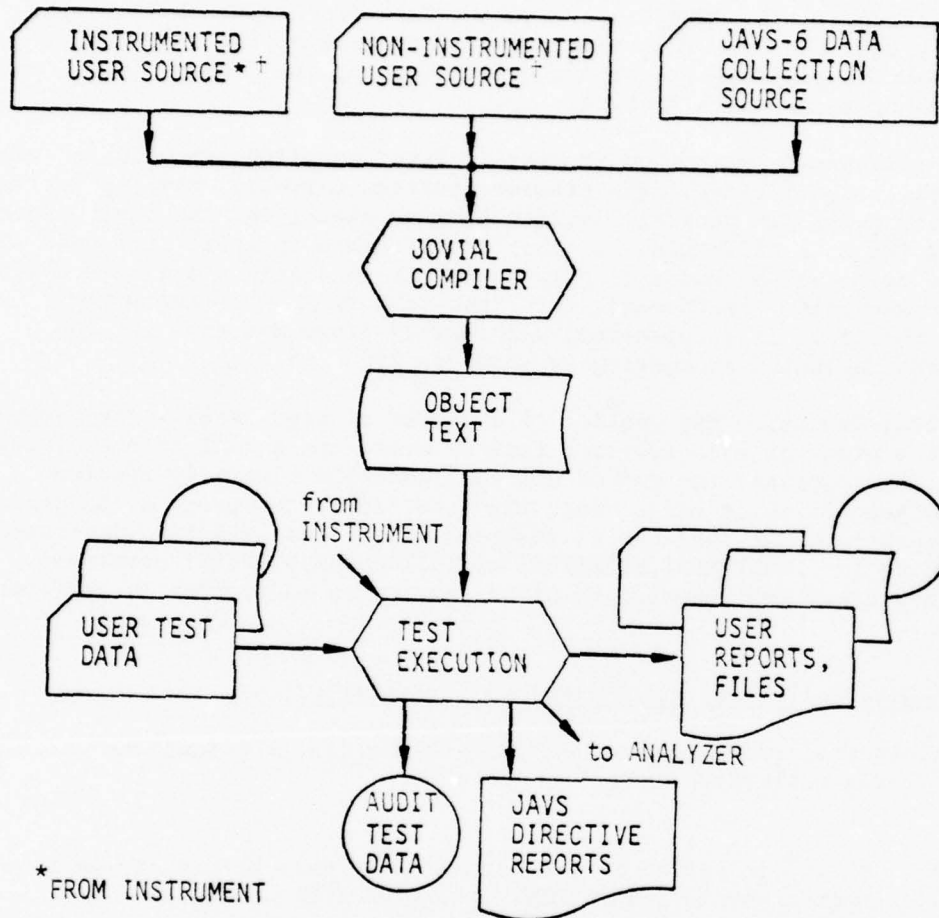 INSTRUMENTED
USER SOURCE*†
NON-INSTRUMENTED
USER SOURCE†
JAVS-6 DATA
COLLECTION
SOURCE
JOVIAL
COMPILER
OBJECT
TEXT
from
INSTRUMENT
USER TEST
DATA
TEST
EXECUTION
USER
REPORTS,
FILES
to ANALYZER
AUDIT
TEST
DATA
JAVS
DIRECTIVE
REPORTS
*FROM INSTRUMENT